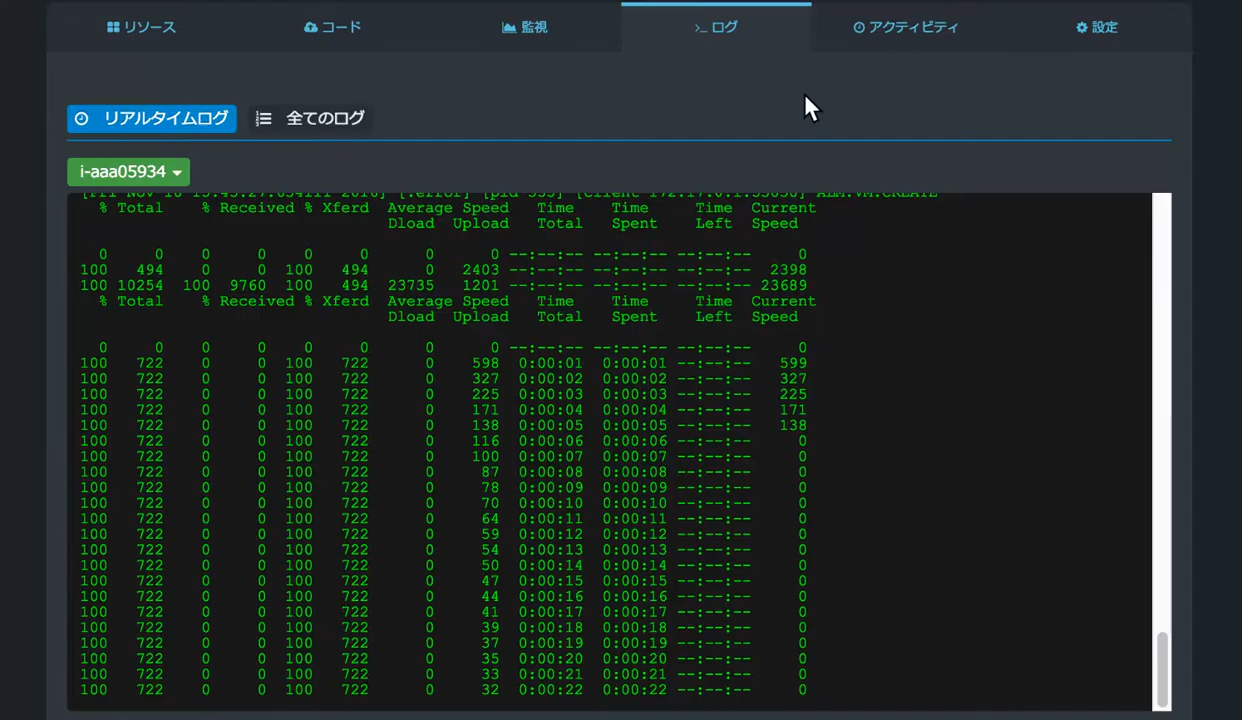 リソース コード 監視 >_ ログ アクティビティ 設定
リアルタイムログ 全てのログ
i-aaa05934
% Total % Received % Xferd Average Speed Time Time Time Current
Dload Upload Total Spent Left Speed
0 0 0 0 0 0 0 0 --:--:-- --:--:-- --:--:-- 0
100 494 0 0 100 494 0 2403 --:--:-- --:--:-- --:--:-- 2398
100 10254 100 9760 100 494 23735 1201 --:--:-- --:--:-- --:--:-- 23689
% Total % Received % Xferd Average Speed Time Time Time Current
Dload Upload Total Spent Left Speed
0 0 0 0 0 0 0 0 --:--:-- --:--:-- --:--:-- 0
100 722 0 0 100 722 0 598 0:00:01 0:00:01 --:--:-- 599
100 722 0 0 100 722 0 327 0:00:02 0:00:02 --:--:-- 327
100 722 0 0 100 722 0 225 0:00:03 0:00:03 --:--:-- 225
100 722 0 0 100 722 0 171 0:00:04 0:00:04 --:--:-- 171
100 722 0 0 100 722 0 138 0:00:05 0:00:05 --:--:-- 138
100 722 0 0 100 722 0 116 0:00:06 0:00:06 --:--:-- 0
100 722 0 0 100 722 0 100 0:00:07 0:00:07 --:--:-- 0
100 722 0 0 100 722 0 87 0:00:08 0:00:08 --:--:-- 0
100 722 0 0 100 722 0 78 0:00:09 0:00:09 --:--:-- 0
100 722 0 0 100 722 0 70 0:00:10 0:00:10 --:--:-- 0
100 722 0 0 100 722 0 64 0:00:11 0:00:11 --:--:-- 0
100 722 0 0 100 722 0 59 0:00:12 0:00:12 --:--:-- 0
100 722 0 0 100 722 0 54 0:00:13 0:00:13 --:--:-- 0
100 722 0 0 100 722 0 50 0:00:14 0:00:14 --:--:-- 0
100 722 0 0 100 722 0 47 0:00:15 0:00:15 --:--:-- 0
100 722 0 0 100 722 0 44 0:00:16 0:00:16 --:--:-- 0
100 722 0 0 100 722 0 41 0:00:17 0:00:17 --:--:-- 0
100 722 0 0 100 722 0 39 0:00:18 0:00:18 --:--:-- 0
100 722 0 0 100 722 0 37 0:00:19 0:00:19 --:--:-- 0
100 722 0 0 100 722 0 35 0:00:20 0:00:20 --:--:-- 0
100 722 0 0 100 722 0 33 0:00:21 0:00:21 --:--:-- 0
100 722 0 0 100 722 0 32 0:00:22 0:00:22 --:--:-- 0